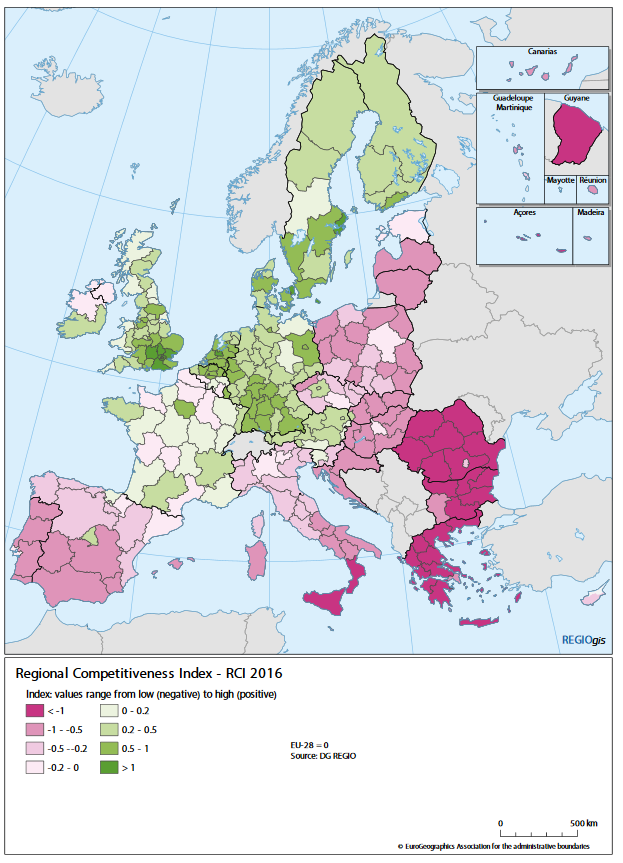 Canarias
Guadeloupe
Martinique
Guyane
Mayotte
Réunion
Açores
Madeira
REGIOgis
Regional Competitiveness Index - RCI 2016
Index: values range from low (negative) to high (positive)
< -1
-1 - -0.5
-0.5 --0.2
-0.2 - 0
0 - 0.2
0.2 - 0.5
0.5 - 1
> 1
EU-28 = 0
Source: DG REGIO
0
500 km
© EuroGeographics Association for the administrative boundaries